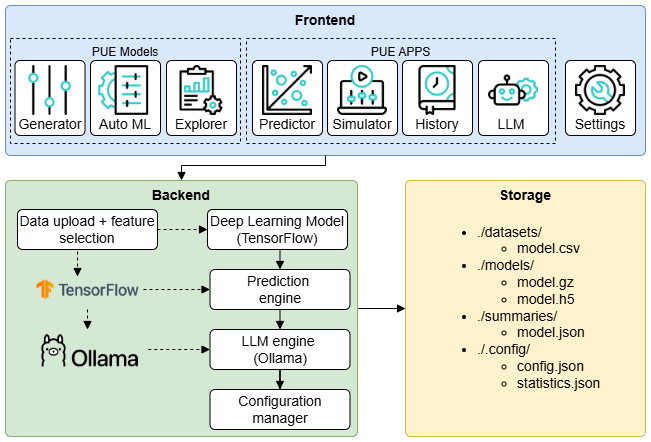 Frontend
PUE Models
PUE APPS
Generator
Auto ML
Explorer
Predictor
Simulator
History
LLM
Settings
Backend
Data upload + feature
selection
Deep Learning Model
(TensorFlow)
TensorFlow
Prediction
engine
Ollama
LLM engine
(Ollama)
Configuration
manager
Storage
./datasets/
model.csv
./models/
model.gz
model.h5
./summaries/
model.json
./.config/
config.json
statistics.json